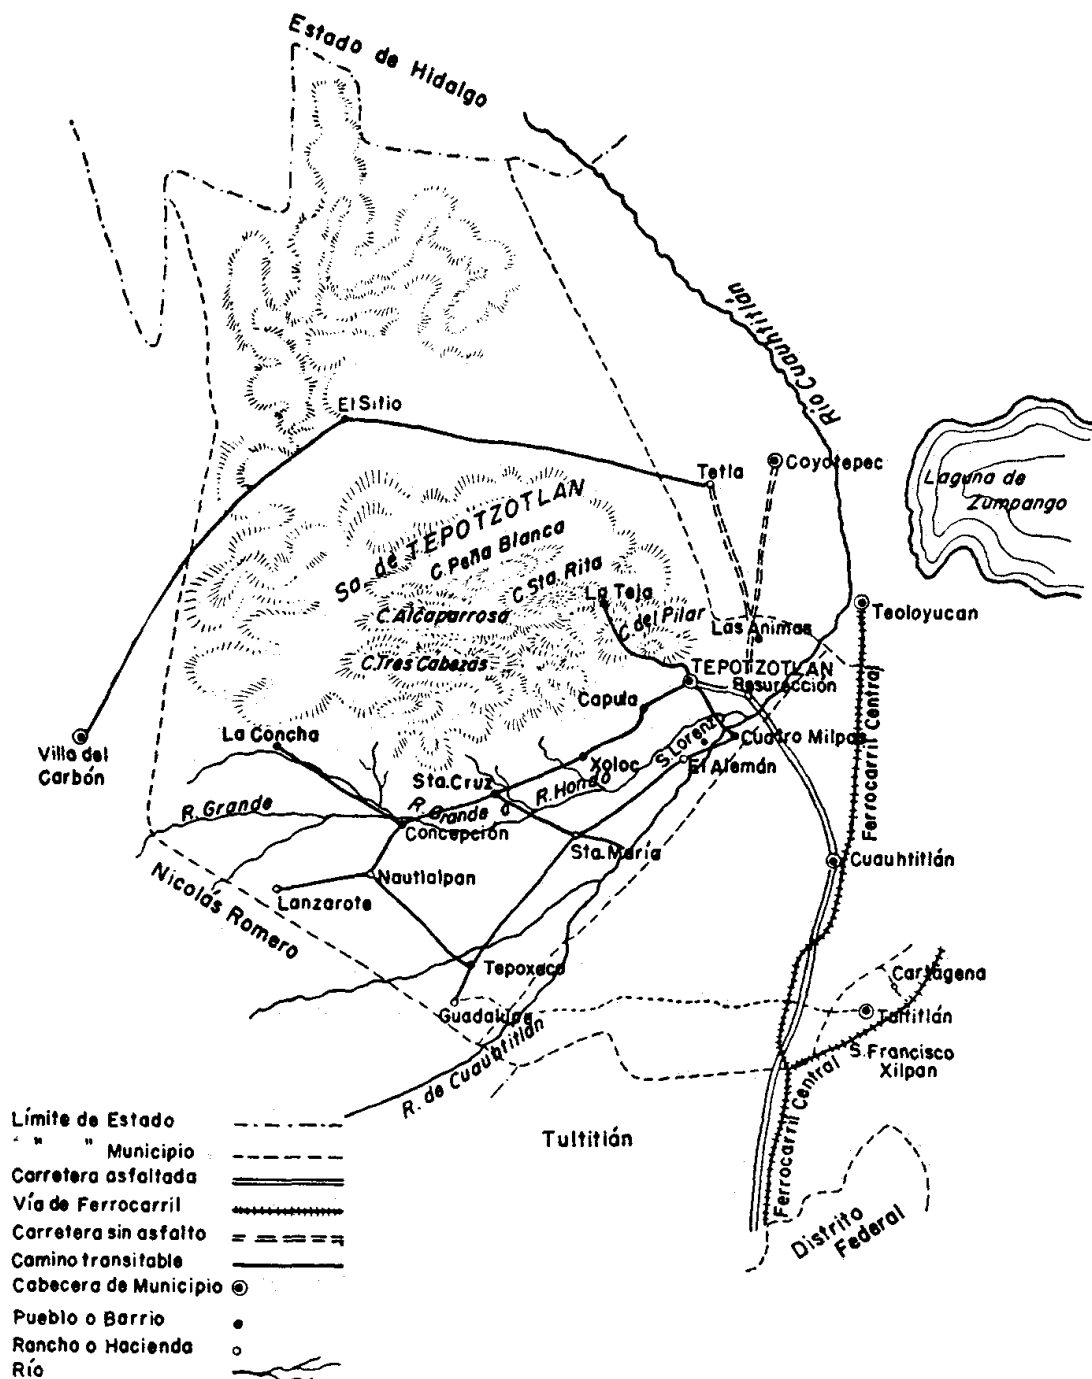 Estado de Hidalgo
Río Cuauhtitlán
El Sitio
Tetla
Coyotepec
Laguna de
Zumpango
Sa. de TEPOTZOTLAN
C. Peña Blanca
C. Sta. Rita
La Teja
C. Alcaparrosa
C. del Pilar
Las Animas
Teoloyucan
C. Tres Cabezas
TEPOTZOTLAN
Resurección
Capula
Villa del
Carbón
La Concha
S. Lorenzo
Cuatro Milpas
Xoloc
El Alemán
Sta. Cruz
R. Hondo
R. Grande
R. Grande
Concepción
Sta. María
Ferrocarril Central
Cuauhtitlán
Nautlalpan
Lanzarote
Nicolás Romero
Tepoxaco
Cartagena
Guadalupe
Tultitlán
R. de Cuauhtitlán
S. Francisco
Xilpan
Ferrocarril Central
Tultitlán
Distrito
Federal
Límite de Estado
" " " Municipio
Carretera asfaltada
Vía de Ferrocarril
Carretera sin asfalto
Camino transitable
Cabecera de Municipio
Pueblo o Barrio
Rancho o Hacienda
Río